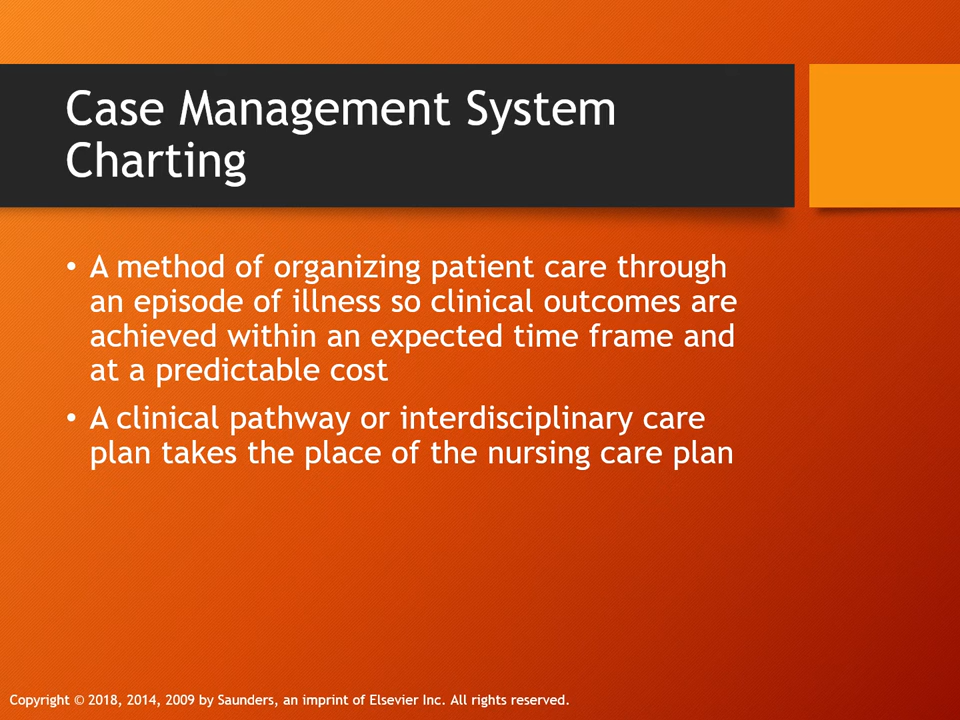 Case Management System
Charting
• A method of organizing patient care through
an episode of illness so clinical outcomes are
achieved within an expected time frame and
at a predictable cost
• A clinical pathway or interdisciplinary care
plan takes the place of the nursing care plan
Copyright © 2018, 2014, 2009 by Saunders, an imprint of Elsevier Inc. All rights reserved.